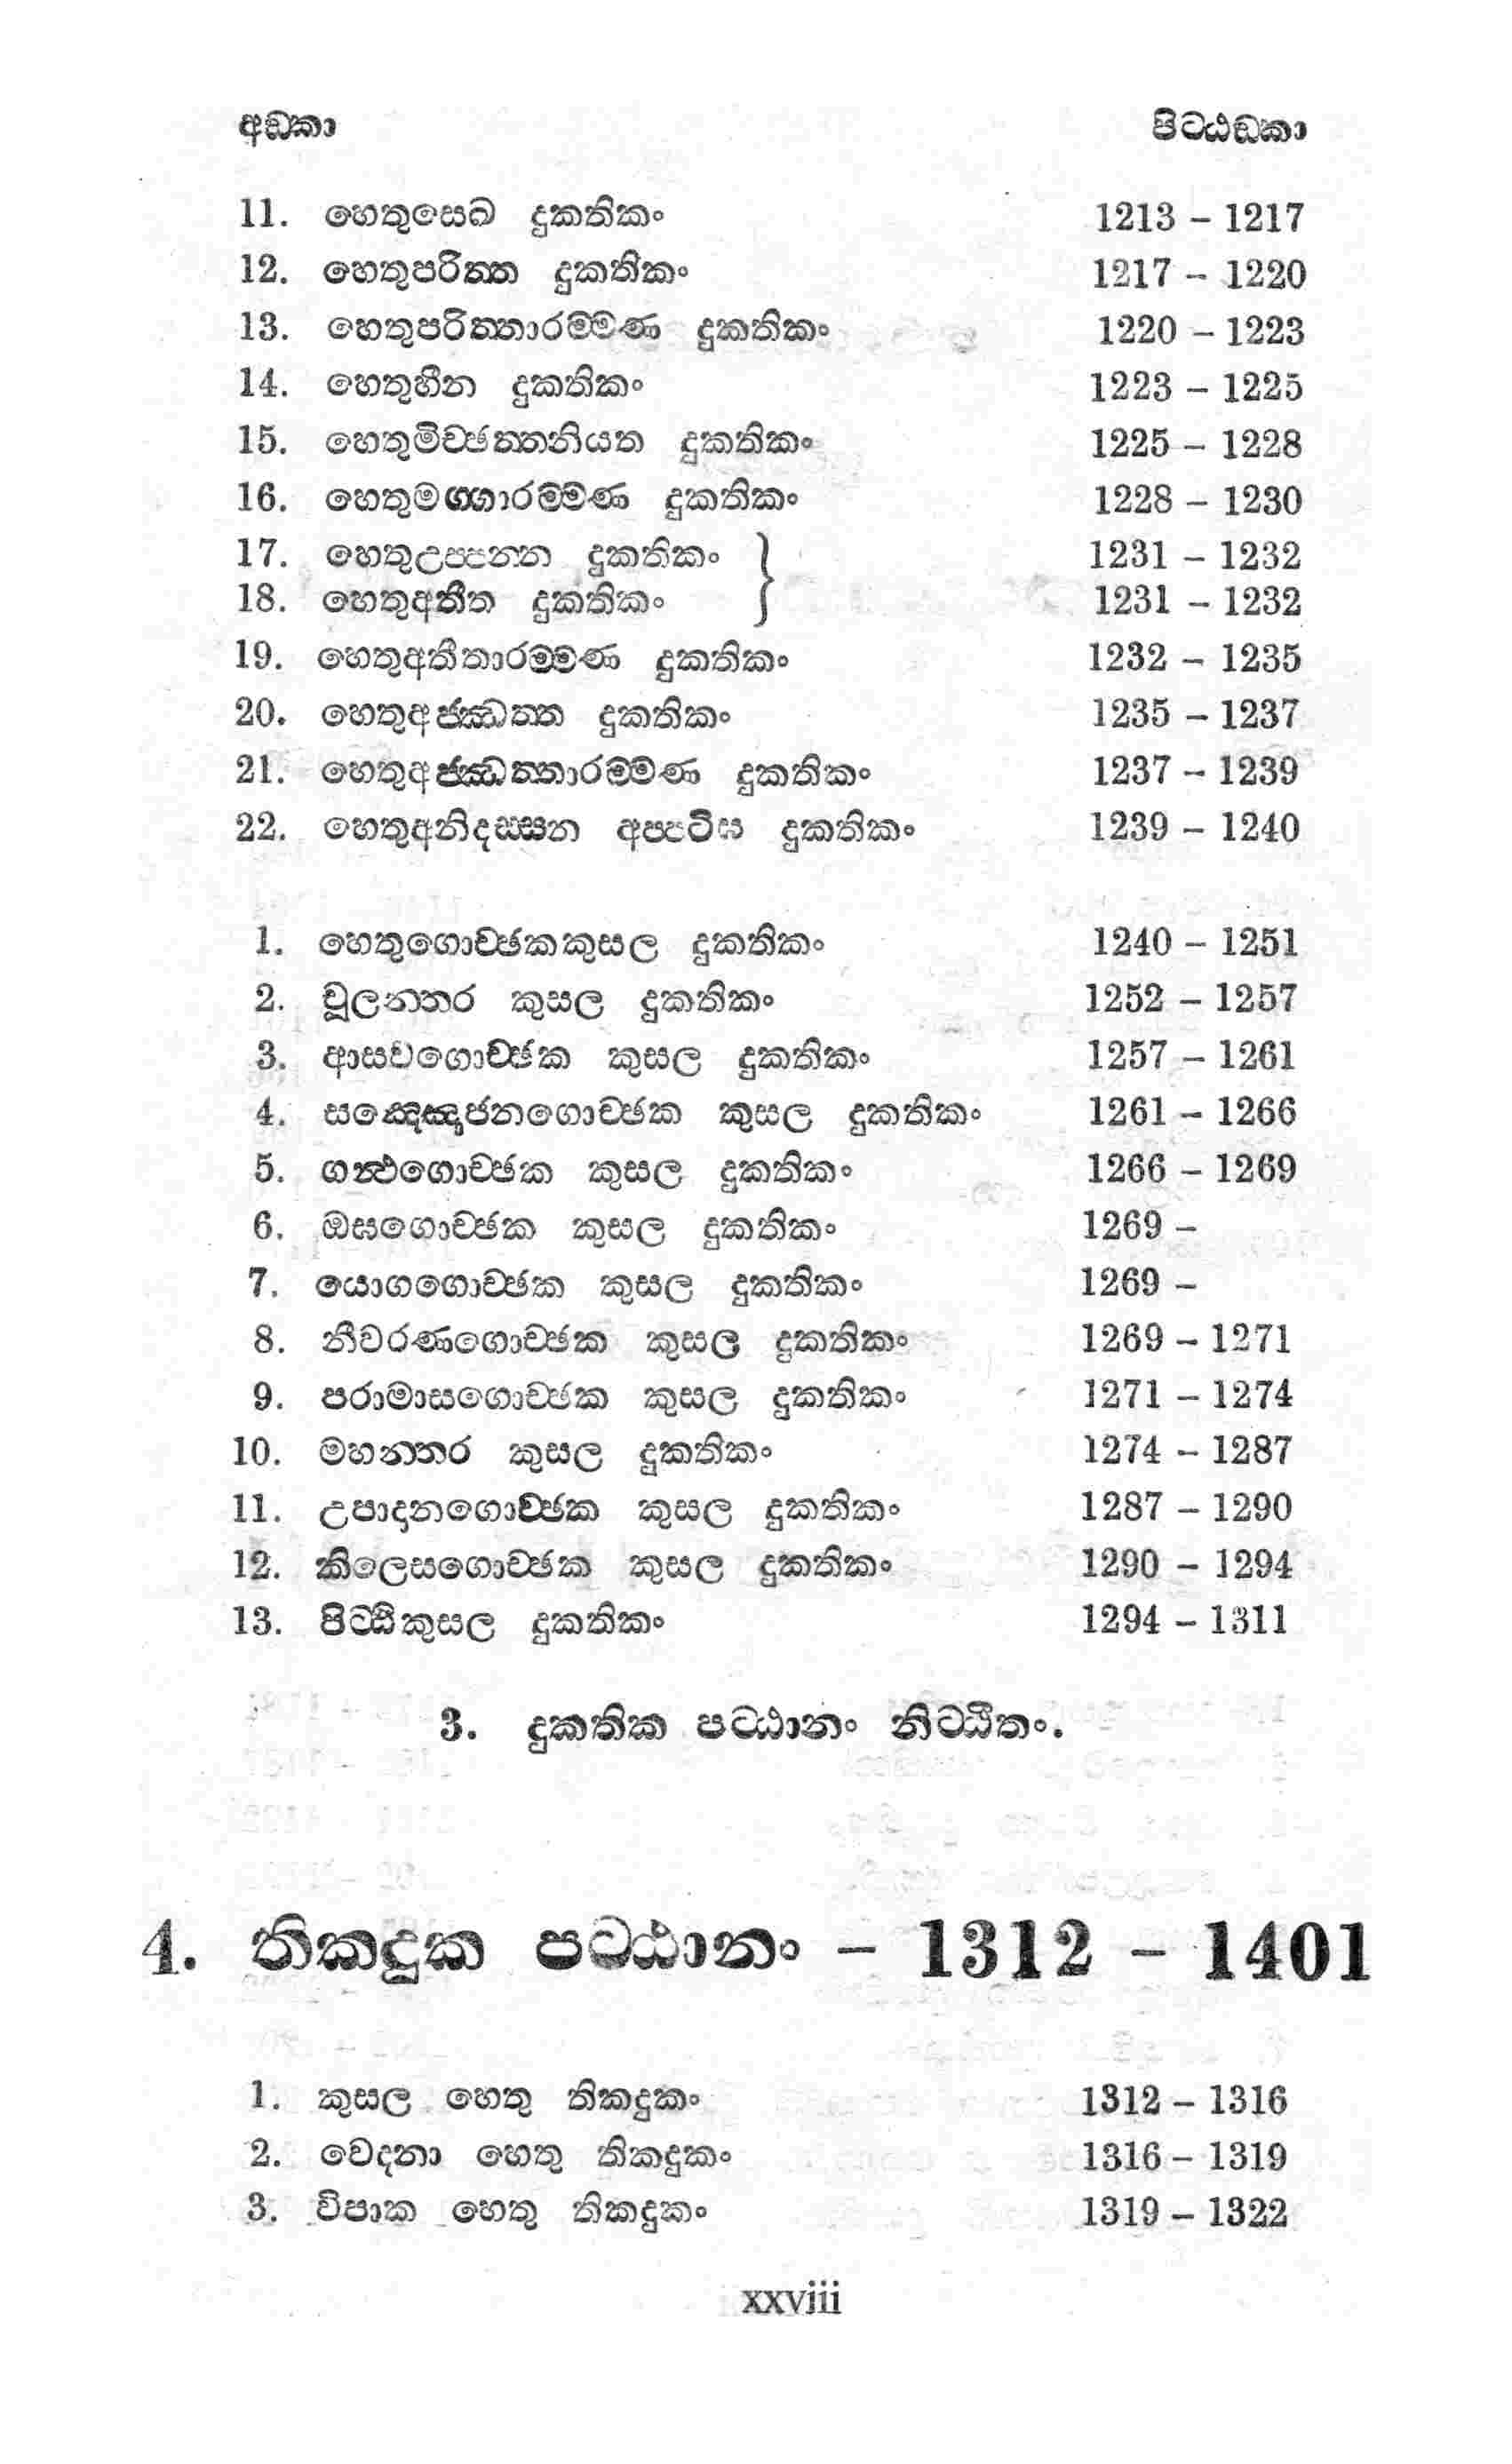 අඞකා පිටඨඞකා
11. හෙතුසෙඛ දුකතිකං 1213 – 1217
12. හෙතුපරිත්ත දුකතිකං 1217 – 1220
13. හෙතුපරිත්තාරම්මණ දුකතිකං 1220 – 1223
14. හෙතුහීන දුකතිකං 1223 – 1225
15. හෙතුමිච්ඡත්තනියත දුකතිකං 1225 – 1228
16. හෙතුමග්ගාරම්මණ දුකතිකං 1228 – 1230
17. හෙතුඋප්පන්න දුකතිකං } 1231 – 1232
18. හෙතුඅතීත දුකතිකං 1231 – 1232
19. හෙතුඅතීතාරම්මණ දුකතිකං 1232 – 1235
20. හෙතුඅජ්ඣත්ත දුකතිකං 1235 – 1237
21. හෙතුඅජ්ඣත්තාරම්මණ දුකතිකං 1237 – 1239
22. හෙතුඅනිදස්සන අප්පටිඝ දුකතිකං 1239 – 1240
1. හෙතුගොච්ඡකකුසල දුකතිකං 1240 – 1251
2. චූලන්තර කුසල දුකතිකං 1252 – 1257
3. ආසවගොච්ඡක කුසල දුකතිකං 1257 – 1261
4. සඤ්ඤොජනගොච්ඡක කුසල දුකතිකං 1261 – 1266
5. ගන්ථගොච්ඡක කුසල දුකතිකං 1266 – 1269
6. ඔඝගොච්ඡක කුසල දුකතිකං 1269 –
7. යොගගොච්ඡක කුසල දුකතිකං 1269 –
8. නීවරණගොච්ඡක කුසල දුකතිකං 1269 – 1271
9. පරාමාසගොච්ඡක කුසල දුකතිකං 1271 – 1274
10. මහන්තර කුසල දුකතිකං 1274 – 1287
11. උපාදානගොච්ඡක කුසල දුකතිකං 1287 – 1290
12. කිලෙසගොච්ඡක කුසල දුකතිකං 1290 – 1294
13. පිට්ඨිකුසල දුකතිකං 1294 – 1311
3. දුකතික පට්ඨානං නිට්ඨිතං.
4. තිකදුක පට්ඨානං – 1312 – 1401
1. කුසල හෙතු තිකදුකං 1312 – 1316
2. වෙදනා හෙතු තිකදුකං 1316 – 1319
3. විපාක හෙතු තිකදුකං 1319 – 1322
xxviii